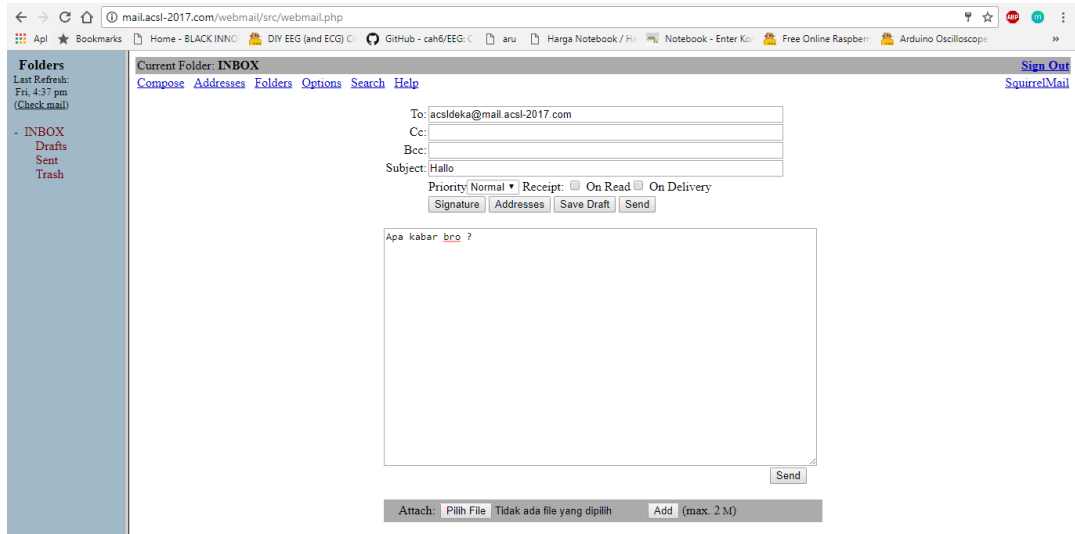 mail.acsl-2017.com/webmail/src/webmail.php
ABP m
Apl Bookmarks Home - BLACK INNO DIY EEG (and ECG) Ci GitHub - cah6/EEG: C aru Harga Notebook / Ha Notebook - Enter Kor Free Online Raspberr Arduino Oscilloscope »
Folders
Last Refresh:
Fri, 4:37 pm
(Check mail)
- INBOX
Drafts
Sent
Trash
Current Folder: INBOX Sign Out
Compose Addresses Folders Options Search Help SquirrelMail
To: acsldeka@mail.acsl-2017.com
Cc:
Bcc:
Subject: Hallo
Priority Normal Receipt: On Read On Delivery
Signature Addresses Save Draft Send
Apa kabar bro ?
Send
Attach: Pilih File Tidak ada file yang dipilih Add (max. 2 M)